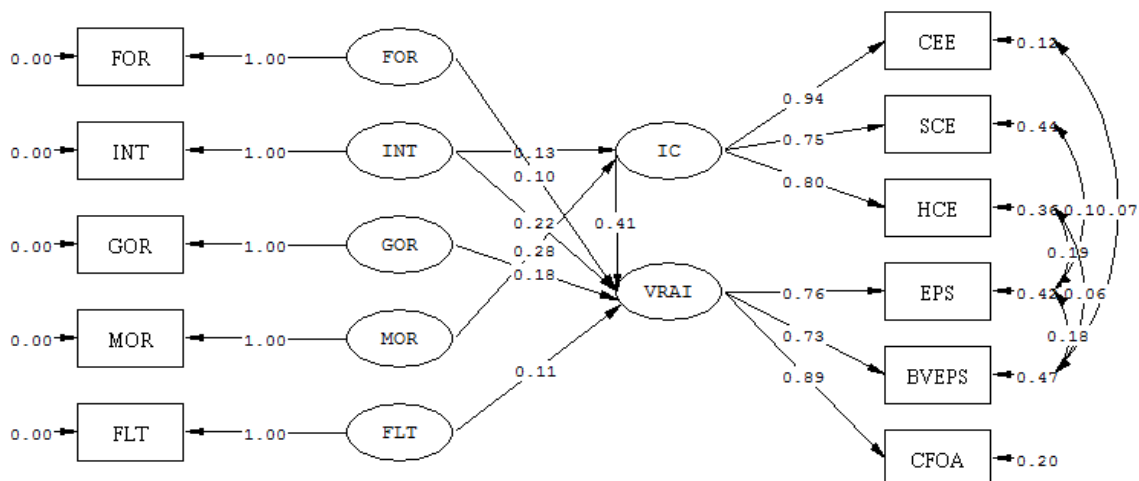 0.00 FOR 1.00 FOR CEE 0.12
0.94
0.00 INT 1.00 INT 0.13 IC 0.75 SCE 0.44
0.10
0.80 HCE 0.36 0.10 0.07
0.22 0.41
0.00 GOR 1.00 GOR 0.28 0.19
0.18
VRAI 0.76 EPS 0.42 0.06
0.00 MOR 1.00 MOR 0.73 0.18
0.11 0.89 BVEPS 0.47
0.00 FLT 1.00 FLT
CFOA 0.20